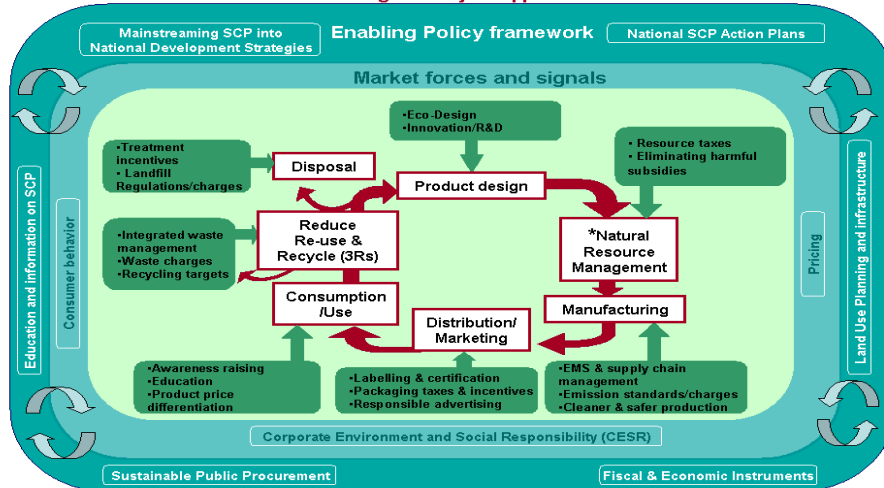 Mainstreaming SCP into
National Development Strategies
Enabling Policy framework
National SCP Action Plans
Market forces and signals
•Eco-Design
•Innovation/R&D
•Treatment
incentives
• Landfill
Regulations/charges
Disposal
Product design
• Resource taxes
• Eliminating harmful
subsidies
•Integrated waste
management
•Waste charges
•Recycling targets
Reduce
Re-use &
Recycle (3Rs)
*Natural
Resource
Management
Consumption
/Use
Distribution/
Marketing
Manufacturing
•Awareness raising
•Education
•Product price
differentiation
•Labelling & certification
•Packaging taxes & incentives
•Responsible advertising
•EMS & supply chain
management
•Emission standards/charges
•Cleaner & safer production
Education and information on SCP
Consumer behavior
Pricing
Land Use Planning and infrastructure
Corporate Environment and Social Responsibility (CESR)
Sustainable Public Procurement
Fiscal & Economic Instruments